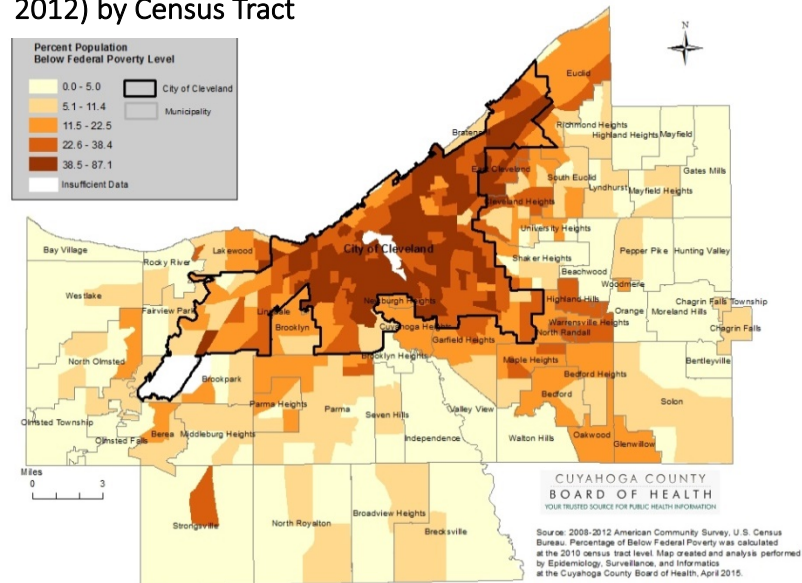 2012) by Census Tract
Percent Population
Below Federal Poverty Level
0.0 - 5.0
5.1 - 11.4
11.5 - 22.5
22.6 - 38.4
38.5 - 87.1
Insufficient Data
City of Cleveland
Municipality
N
Euclid
Bratenahl
Richmond Heights
Highland Heights
Mayfield
East Cleveland
South Euclid
Lyndhurst
Gates Mills
Mayfield Heights
Cleveland Heights
University Heights
Bay Village
Lakewood
City of Cleveland
Rocky River
Shaker Heights
Pepper Pike
Hunting Valley
Beachwood
Woodmere
Westlake
Fairview Park
Newburgh Heights
Highland Hills
Orange
Moreland Hills
Chagrin Falls Township
Linndale
Brooklyn
Cuyahoga Heights
Garfield Heights
Warrensville Heights
North Randall
Chagrin Falls
North Olmsted
Brooklyn Heights
Maple Heights
Bentleyville
Brookpark
Bedford Heights
Parma Heights
Parma
Seven Hills
Valley View
Bedford
Solon
Olmsted Township
Olmsted Falls
Berea
Middleburg Heights
Independence
Walton Hills
Oakwood
Glenwillow
Miles
0 3
Strongsville
North Royalton
Broadview Heights
Brecksville
CUYAHOGA COUNTY
BOARD OF HEALTH
YOUR TRUSTED SOURCE FOR PUBLIC HEALTH INFORMATION
Source: 2008-2012 American Community Survey, U.S. Census
Bureau. Percentage of Below Federal Poverty was calculated
at the 2010 census tract level. Map created and analysis performed
by Epidemiology, Surveillance, and Informatics
at the Cuyahoga County Board of Health, April 2015.